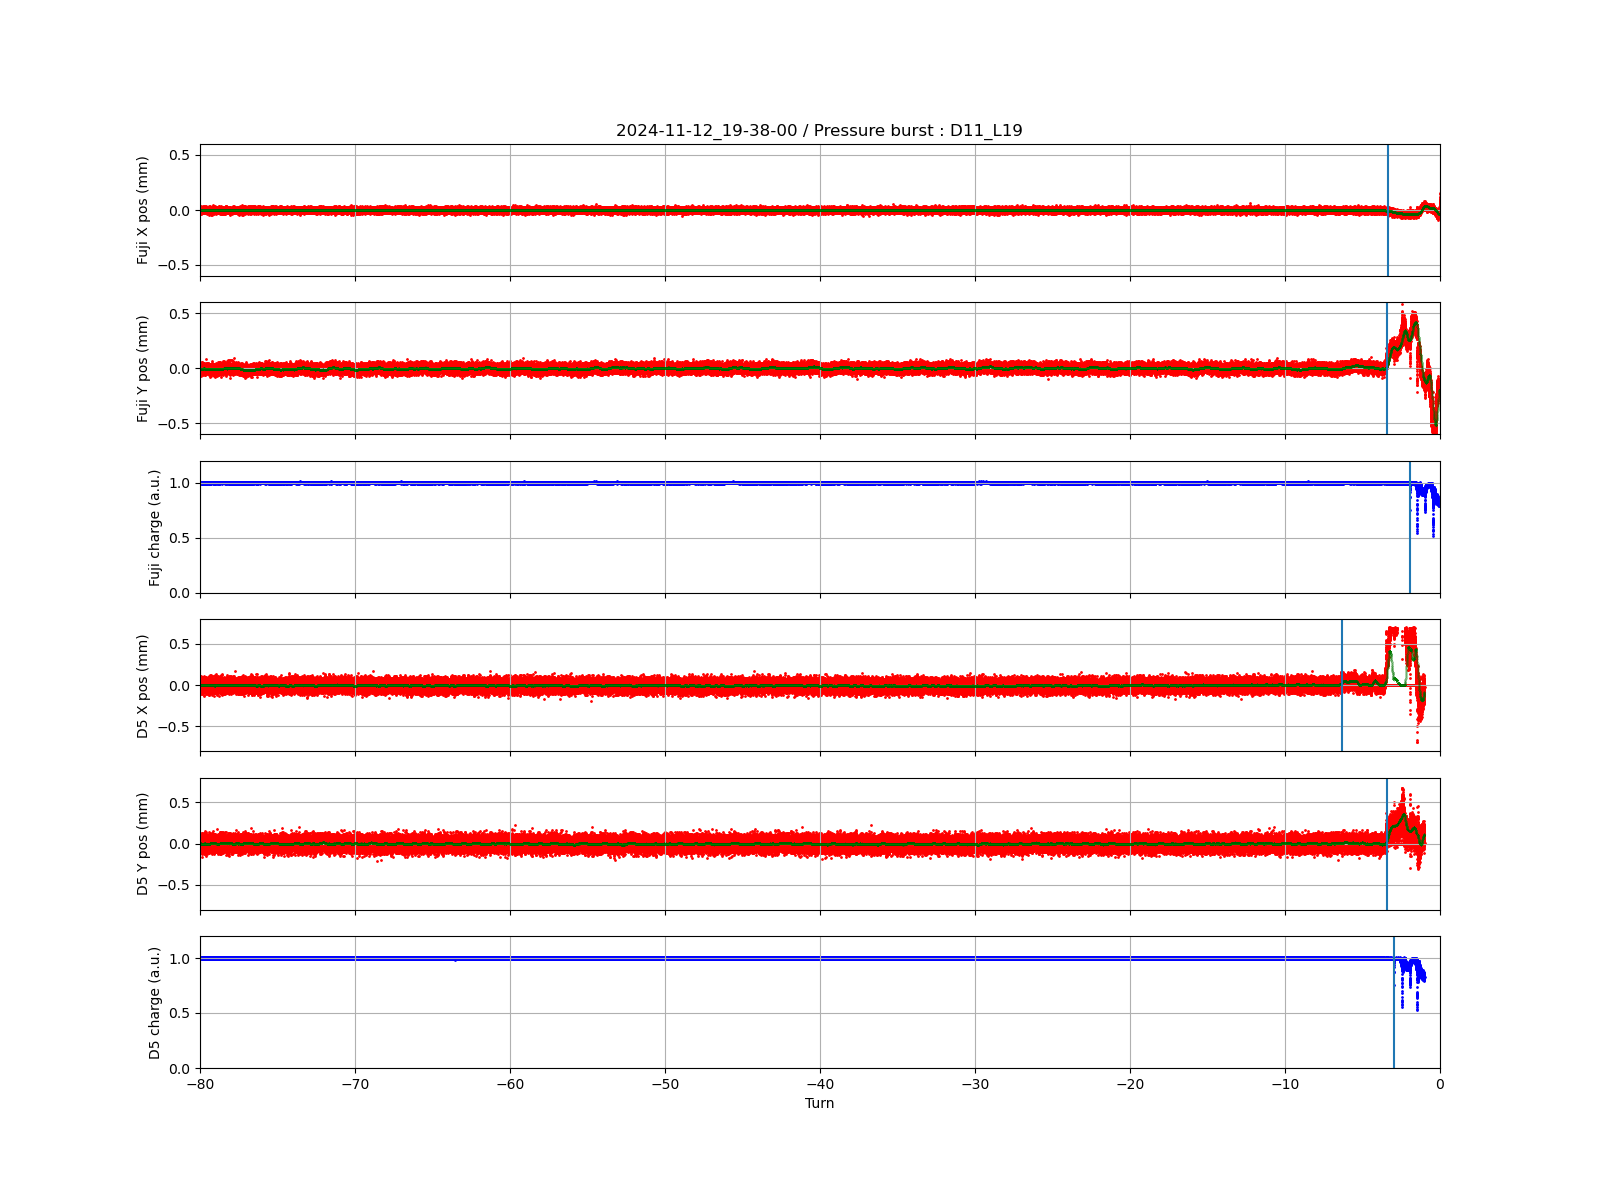 2024-11-12_19-38-00 / Pressure burst : D11_L19
Fuji X pos (mm)
0.5
0.0
−0.5
Fuji Y pos (mm)
0.5
0.0
−0.5
Fuji charge (a.u.)
1.0
0.5
0.0
D5 X pos (mm)
0.5
0.0
−0.5
D5 Y pos (mm)
0.5
0.0
−0.5
D5 charge (a.u.)
1.0
0.5
0.0
−80 −70 −60 −50 −40 −30 −20 −10 0
Turn